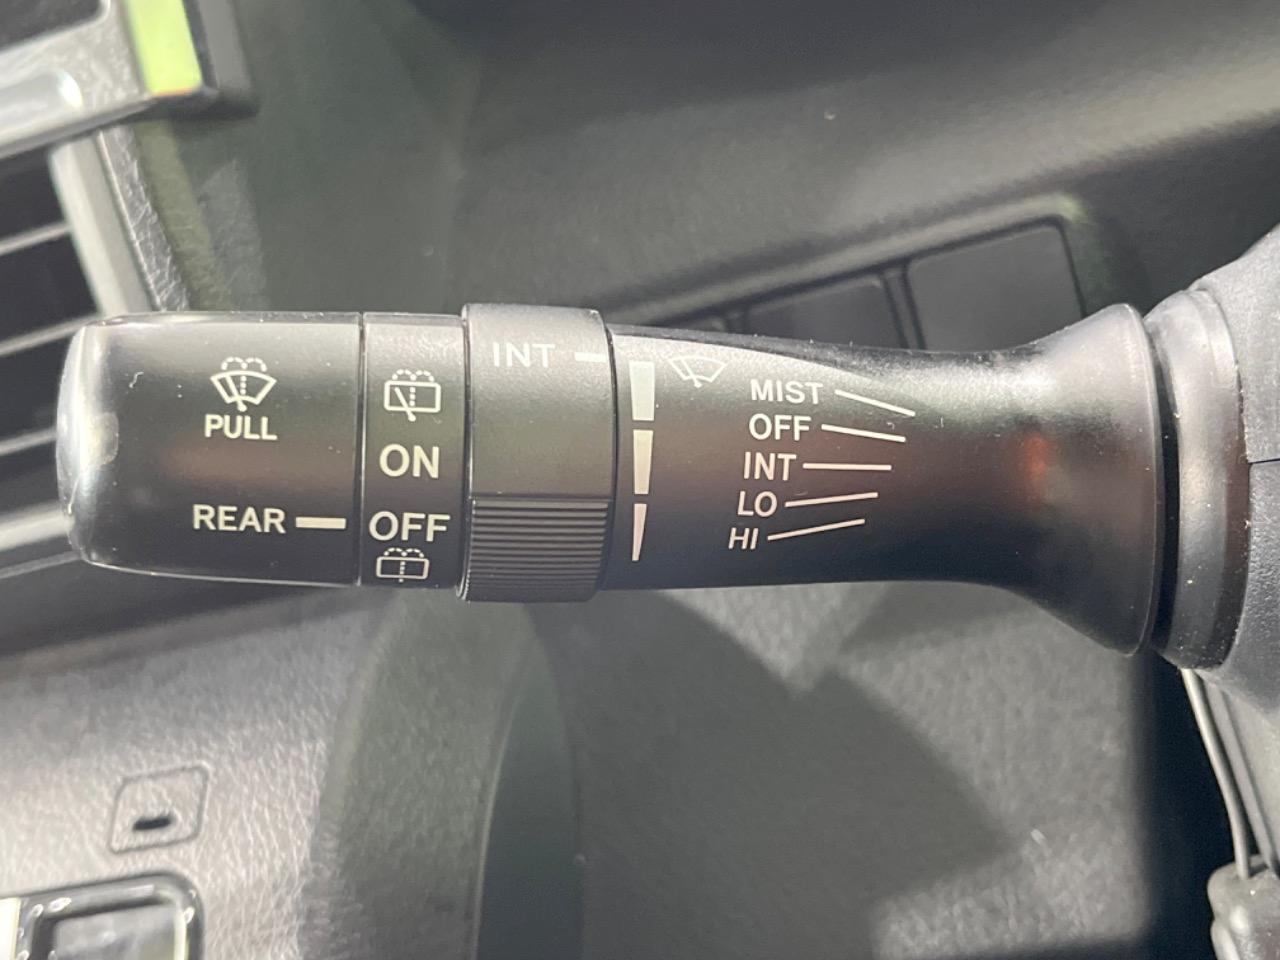 PULL
REAR
ON
OFF
INT
MIST
OFF
INT
LO
HI